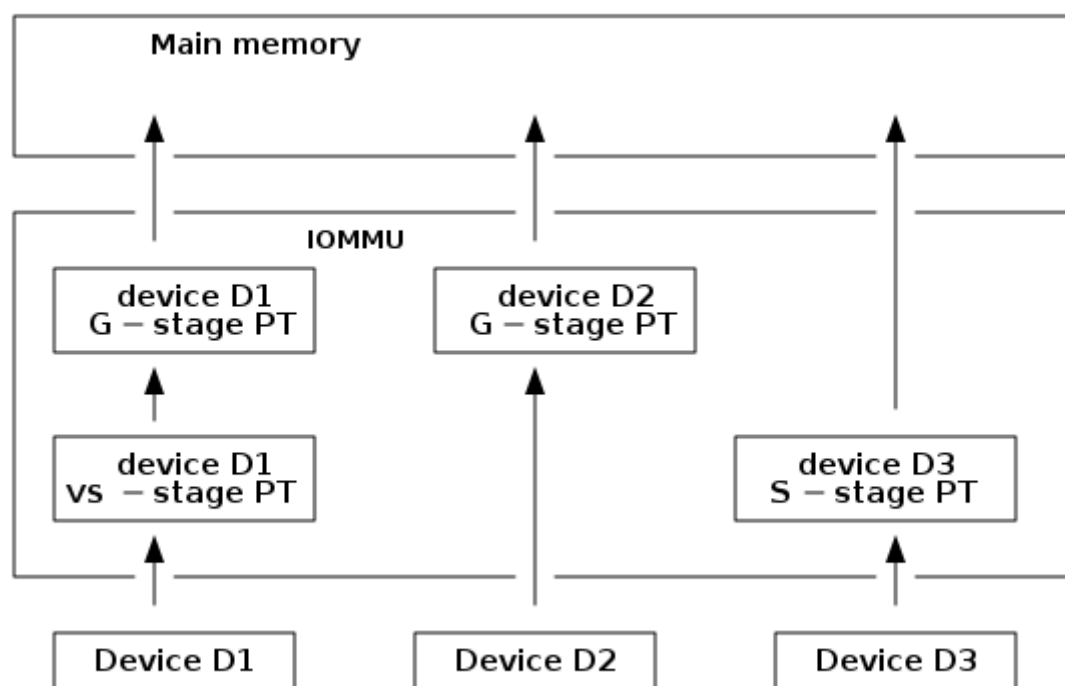 Main memory
IOMMU
device D1
G − stage PT
device D2
G − stage PT
device D1
vs − stage PT
device D3
S − stage PT
Device D1
Device D2
Device D3